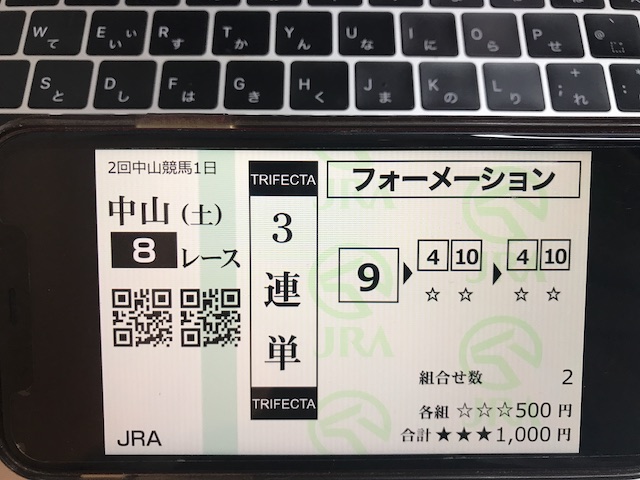 W て E いぃ R す T か Y ん U な I に O ら P せ @
S と D し F は G き H く J ま K の L り + ; れ
2回中山競馬1日
中山（土）
8レース
TRIFECTA
3連単
TRIFECTA
フォーメーション
9 ▶ 4 10 ▶ 4 10
☆ ☆ ☆ ☆
組合せ数 2
各組 ☆☆☆500円
合計 ★★★1,000円
JRA
JRA
JRA